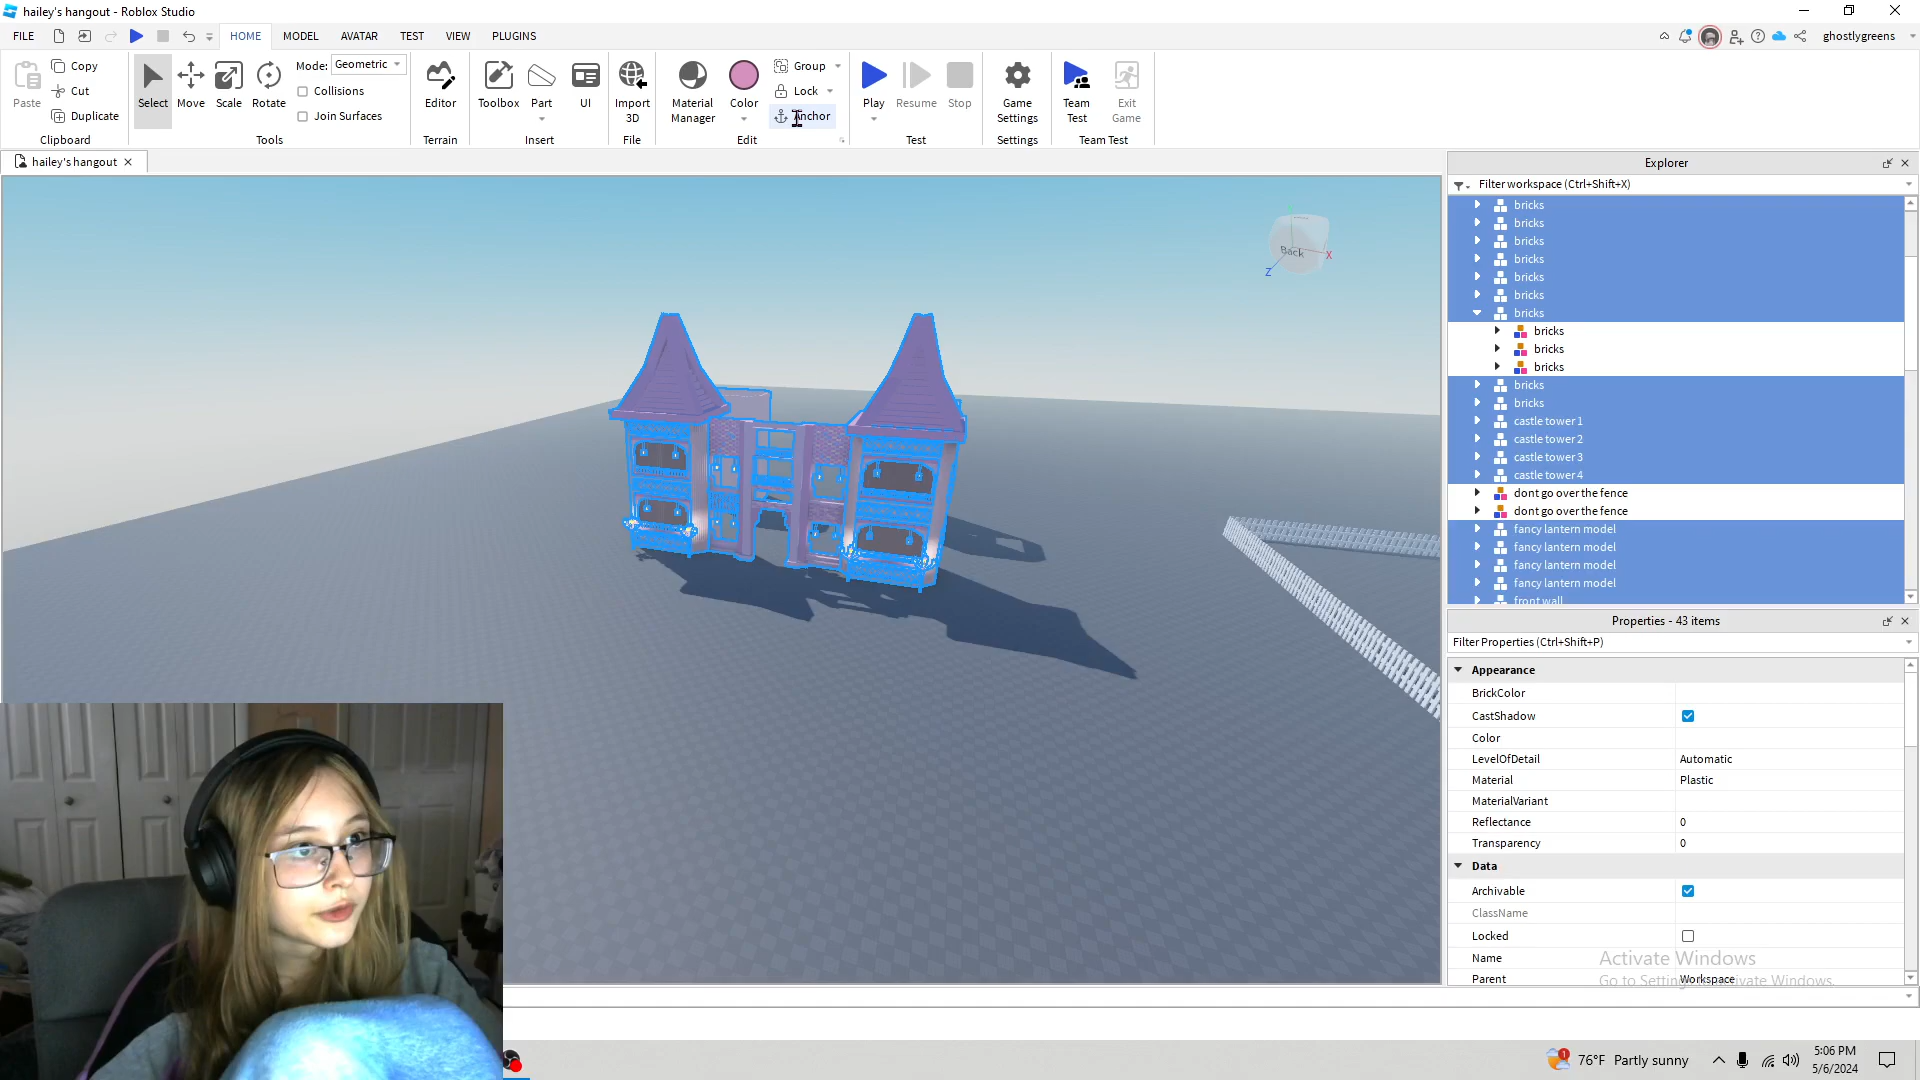 hailey's hangout - Roblox Studio
FILE HOME MODEL AVATAR TEST VIEW PLUGINS ghostlygreens
Paste Copy Cut Duplicate Clipboard
Select Move Scale Rotate Mode: Geometric Collisions Join Surfaces Tools
Editor Terrain
Toolbox Part UI Insert
Import 3D File
Material Manager Color Group Lock Anchor Edit
Play Resume Stop Test
Game Settings Settings
Team Test Exit Game Team Test
hailey's hangout
Back X Z
Explorer
Filter workspace (Ctrl+Shift+X)
bricks
bricks
bricks
bricks
bricks
bricks
bricks
bricks
bricks
bricks
bricks
bricks
castle tower 1
castle tower 2
castle tower 3
castle tower 4
dont go over the fence
dont go over the fence
fancy lantern model
fancy lantern model
fancy lantern model
fancy lantern model
front wall
Properties - 43 items
Filter Properties (Ctrl+Shift+P)
Appearance
BrickColor
CastShadow
Color
LevelOfDetail Automatic
Material Plastic
MaterialVariant
Reflectance 0
Transparency 0
Data
Archivable
ClassName
Locked
Name
Parent Workspace
Activate Windows
Go to Settings to activate Windows.
1 76°F Partly sunny
5:06 PM
5/6/2024